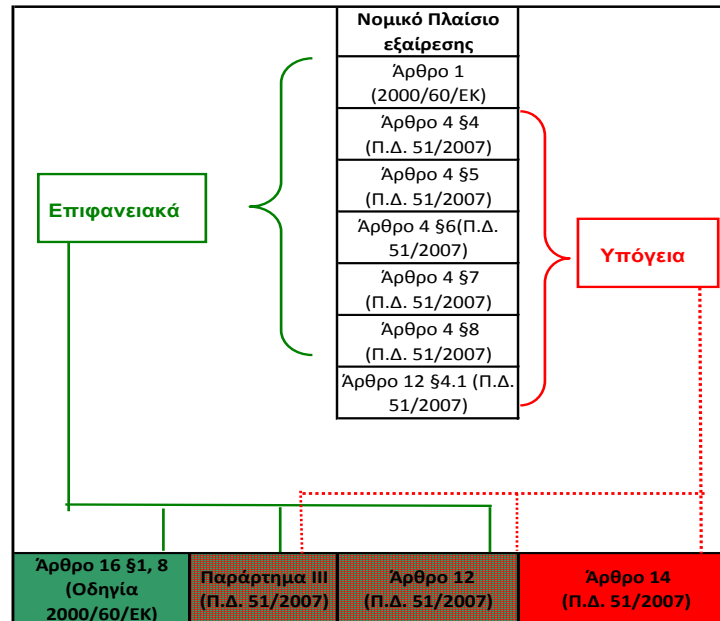 Νομικό Πλαίσιο
εξαίρεσης
Άρθρο 1
(2000/60/ΕΚ)
Άρθρο 4 §4
(Π.Δ. 51/2007)
Άρθρο 4 §5
(Π.Δ. 51/2007)
Άρθρο 4 §6(Π.Δ.
51/2007)
Άρθρο 4 §7
(Π.Δ. 51/2007)
Άρθρο 4 §8
(Π.Δ. 51/2007)
Άρθρο 12 §4.1 (Π.Δ.
51/2007)
Επιφανειακά
Υπόγεια
Άρθρο 16 §1, 8
(Οδηγία
2000/60/ΕΚ)
Παράρτημα ΙΙΙ
(Π.Δ. 51/2007)
Άρθρο 12
(Π.Δ. 51/2007)
Άρθρο 14
(Π.Δ. 51/2007)